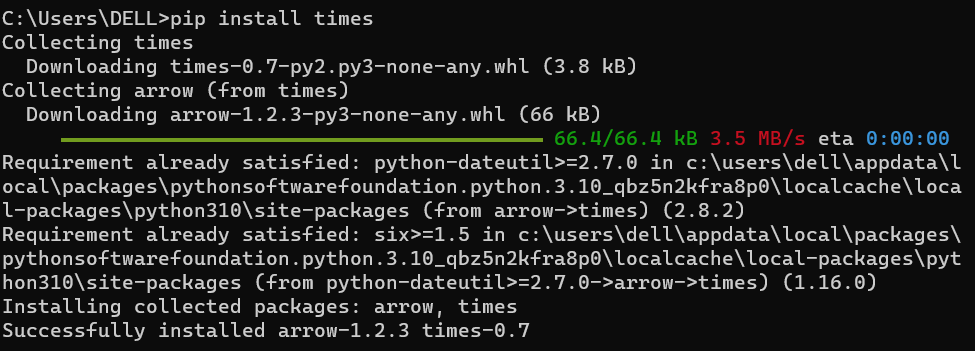 C:\Users\DELL>pip install times
Collecting times
  Downloading times-0.7-py2.py3-none-any.whl (3.8 kB)
Collecting arrow (from times)
  Downloading arrow-1.2.3-py3-none-any.whl (66 kB)
66.4/66.4 kB 3.5 MB/s eta 0:00:00
Requirement already satisfied: python-dateutil>=2.7.0 in c:\users\dell\appdata\l
ocal\packages\pythonsoftwarefoundation.python.3.10_qbz5n2kfra8p0\localcache\loca
l-packages\python310\site-packages (from arrow->times) (2.8.2)
Requirement already satisfied: six>=1.5 in c:\users\dell\appdata\local\packages\
pythonsoftwarefoundation.python.3.10_qbz5n2kfra8p0\localcache\local-packages\pyt
hon310\site-packages (from python-dateutil>=2.7.0->arrow->times) (1.16.0)
Installing collected packages: arrow, times
Successfully installed arrow-1.2.3 times-0.7